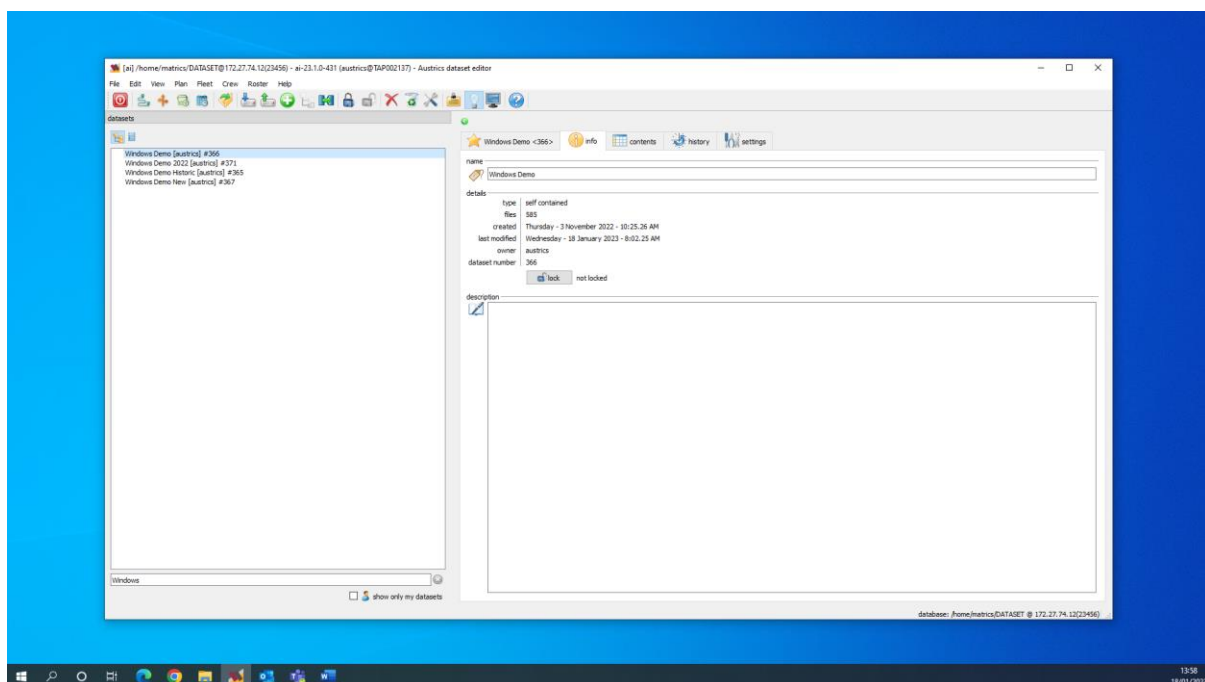 [ai] /home/matrics/DATASET@172.27.74.12(23456) - ai-23.1.0-431 (austrics@TAP002137) - Austrics dataset editor
File Edit View Plan Fleet Crew Roster Help
datasets
Windows Demo [austrics] #366
Windows Demo 2022 [austrics] #371
Windows Demo Historic [austrics] #365
Windows Demo New [austrics] #367
Windows
show only my datasets
Windows Demo <366> info contents history settings
name
Windows Demo
details
type self contained
files 585
created Thursday - 3 November 2022 - 10:25.26 AM
last modified Wednesday - 18 January 2023 - 8:02.25 AM
owner austrics
dataset number 366
lock not locked
description
database: /home/matrics/DATASET @ 172.27.74.12(23456)
13:58